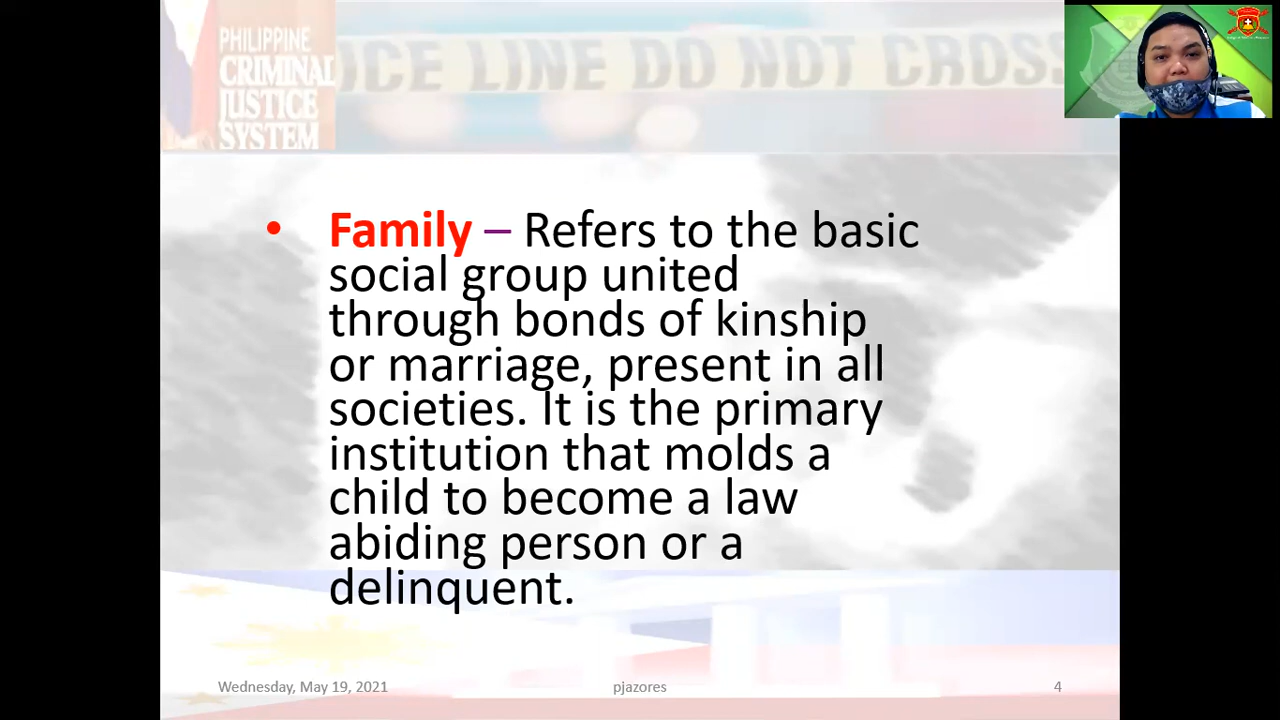 PHILIPPINE
CRIMINAL
JUSTICE
SYSTEM
ICE LINE DO NOT CROSS
• Family – Refers to the basic
social group united
through bonds of kinship
or marriage, present in all
societies. It is the primary
institution that molds a
child to become a law
abiding person or a
delinquent.
Wednesday, May 19, 2021
pjazores
4